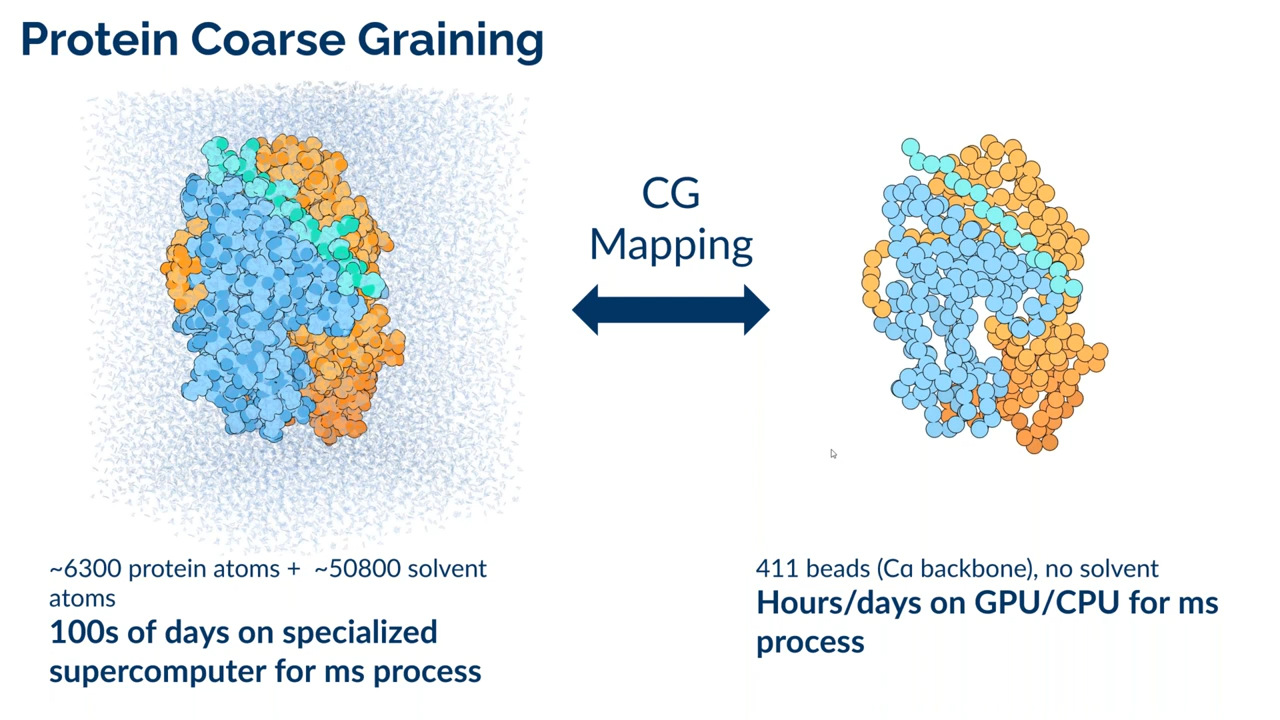 Protein Coarse Graining
CG
Mapping
~6300 protein atoms + ~50800 solvent
atoms
100s of days on specialized
supercomputer for ms process
411 beads (Cα backbone), no solvent
Hours/days on GPU/CPU for ms
process